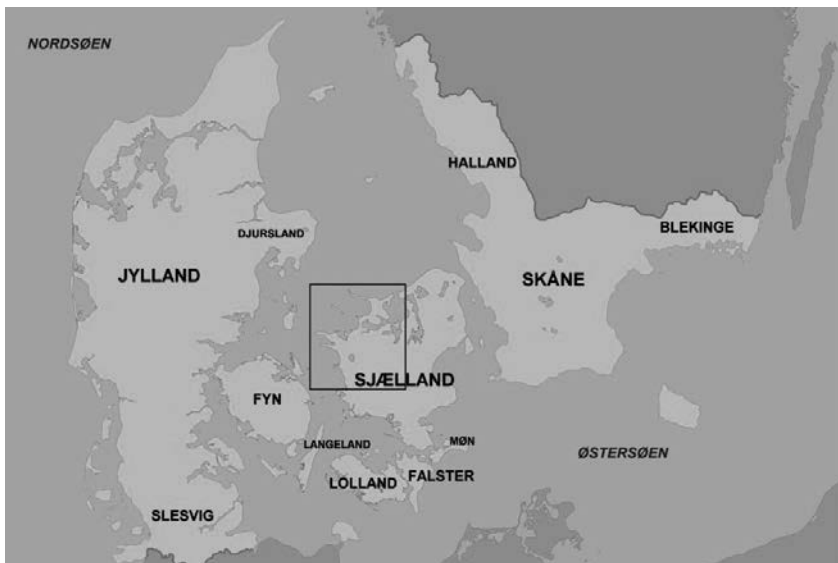 NORDSØEN
HALLAND
BLEKINGE
DJURSLAND
JYLLAND
SKÅNE
SJÆLLAND
FYN
LANGELAND
MØN
ØSTERSØEN
FALSTER
LOLLAND
SLESVIG